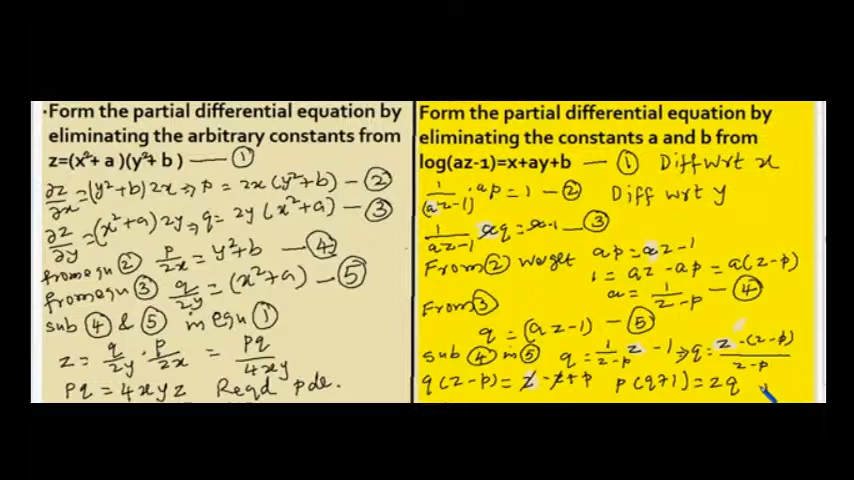 ·Form the partial differential equation by
eliminating the arbitrary constants from
z=(x²+ a )(y²+ b ) —— ①
∂z/∂x = (y²+b) 2x ⇒ p = 2x (y²+b) — ②
∂z/∂y = (x²+a) 2y ⇒ q = 2y (x²+a) — ③
from equ ② p/2x = y²+b — ④
from equ ③ q/2y = (x²+a) — ⑤
sub ④ & ⑤ in equ ①
z = q/2y · p/2x = pq/4xy
pq = 4xyz Reqd pde.
Form the partial differential equation by
eliminating the constants a and b from
log(az-1)=x+ay+b — ① Diff wrt x
1/(az-1) · ap = 1 — ② Diff wrt y
1/az-1 aq = a·1 — ③
From ② we get ap = az-1
1 = az - ap = a(z-p)
a = 1/z-p — ④
From ③
q = (az-1) — ⑤
sub ④ in ⑤ q = 1/z-p z - 1 ⇒ q = z-(z-p)/z-p
q(z-p) = z - z + p p(q+1) = zq